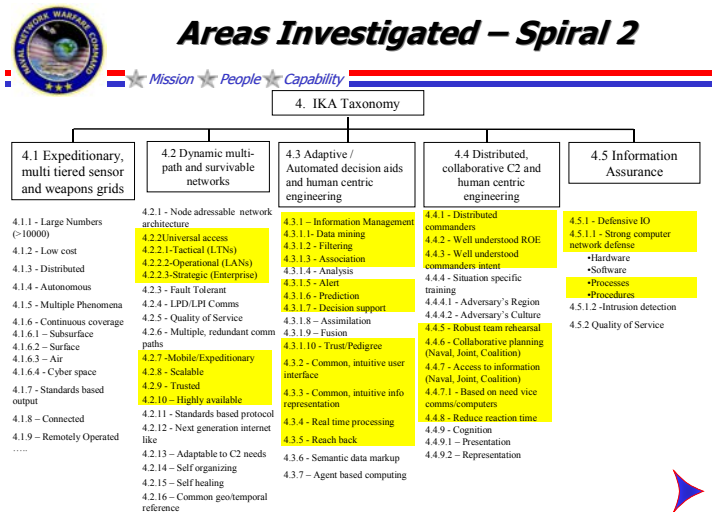 NAVAL NETWORK WARFARE COMMAND
Areas Investigated – Spiral 2
Mission People Capability
4. IKA Taxonomy
4.1 Expeditionary,
multi tiered sensor
and weapons grids
4.1.1 - Large Numbers
(>10000)
4.1.2 - Low cost
4.1.3 - Distributed
4.1.4 - Autonomous
4.1.5 - Multiple Phenomena
4.1.6 - Continuous coverage
4.1.6.1 – Subsurface
4.1.6.2 – Surface
4.1.6.3 – Air
4.1.6.4 - Cyber space
4.1.7 - Standards based
output
4.1.8 – Connected
4.1.9 – Remotely Operated
…..
4.2 Dynamic multi-
path and survivable
networks
4.2.1 - Node adressable network
architecture
4.2.2Universal access
4.2.2.1-Tactical (LTNs)
4.2.2.2-Operational (LANs)
4.2.2.3-Strategic (Enterprise)
4.2.3 - Fault Tolerant
4.2.4 - LPD/LPI Comms
4.2.5 - Quality of Service
4.2.6 - Multiple, redundant comm
paths
4.2.7 -Mobile/Expeditionary
4.2.8 - Scalable
4.2.9 - Trusted
4.2.10 – Highly available
4.2.11 - Standards based protocol
4.2.12 - Next generation internet
like
4.2.13 – Adaptable to C2 needs
4.2.14 – Self organizing
4.2.15 – Self healing
4.2.16 – Common geo/temporal
reference
4.3 Adaptive /
Automated decision aids
and human centric
engineering
4.3.1 – Information Management
4.3.1.1- Data mining
4.3.1.2 - Filtering
4.3.1.3 - Association
4.3.1.4 - Analysis
4.3.1.5 - Alert
4.3.1.6 - Prediction
4.3.1.7 - Decision support
4.3.1.8 – Assimilation
4.3.1.9 – Fusion
4.3.1.10 - Trust/Pedigree
4.3.2 - Common, intuitive user
interface
4.3.3 - Common, intuitive info
representation
4.3.4 - Real time processing
4.3.5 - Reach back
4.3.6 - Semantic data markup
4.3.7 – Agent based computing
4.4 Distributed,
collaborative C2 and
human centric
engineering
4.4.1 - Distributed
commanders
4.4.2 - Well understood ROE
4.4.3 – Well understood
commanders intent
4.4.4 - Situation specific
training
4.4.4.1 - Adversary's Region
4.4.4.2 - Adversary's Culture
4.4.5 - Robust team rehearsal
4.4.6 - Collaborative planning
(Naval, Joint, Coalition)
4.4.7 - Access to information
(Naval, Joint, Coalition)
4.4.7.1 - Based on need vice
comms/computers
4.4.8 - Reduce reaction time
4.4.9 - Cognition
4.4.9.1 – Presentation
4.4.9.2 – Representation
4.5 Information
Assurance
4.5.1 - Defensive IO
4.5.1.1 - Strong computer
network defense
•Hardware
•Software
•Processes
•Procedures
4.5.1.2 -Intrusion detection
4.5.2 Quality of Service